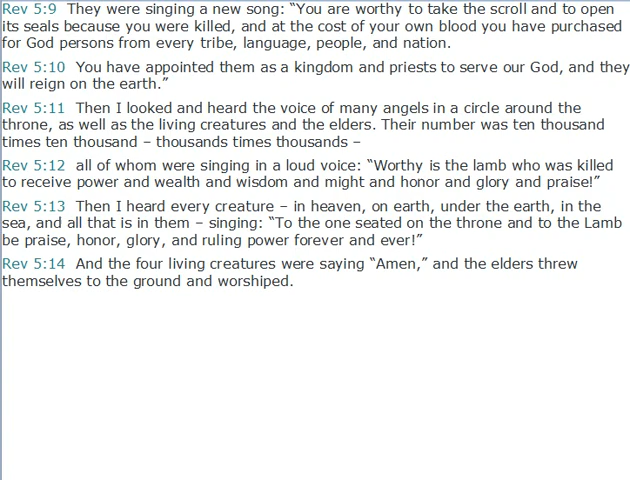 Rev 5:9 They were singing a new song: “You are worthy to take the scroll and to open
its seals because you were killed, and at the cost of your own blood you have purchased
for God persons from every tribe, language, people, and nation.
Rev 5:10 You have appointed them as a kingdom and priests to serve our God, and they
will reign on the earth.”
Rev 5:11 Then I looked and heard the voice of many angels in a circle around the
throne, as well as the living creatures and the elders. Their number was ten thousand
times ten thousand – thousands times thousands –
Rev 5:12 all of whom were singing in a loud voice: “Worthy is the lamb who was killed
to receive power and wealth and wisdom and might and honor and glory and praise!”
Rev 5:13 Then I heard every creature – in heaven, on earth, under the earth, in the
sea, and all that is in them – singing: “To the one seated on the throne and to the Lamb
be praise, honor, glory, and ruling power forever and ever!”
Rev 5:14 And the four living creatures were saying “Amen,” and the elders threw
themselves to the ground and worshiped.